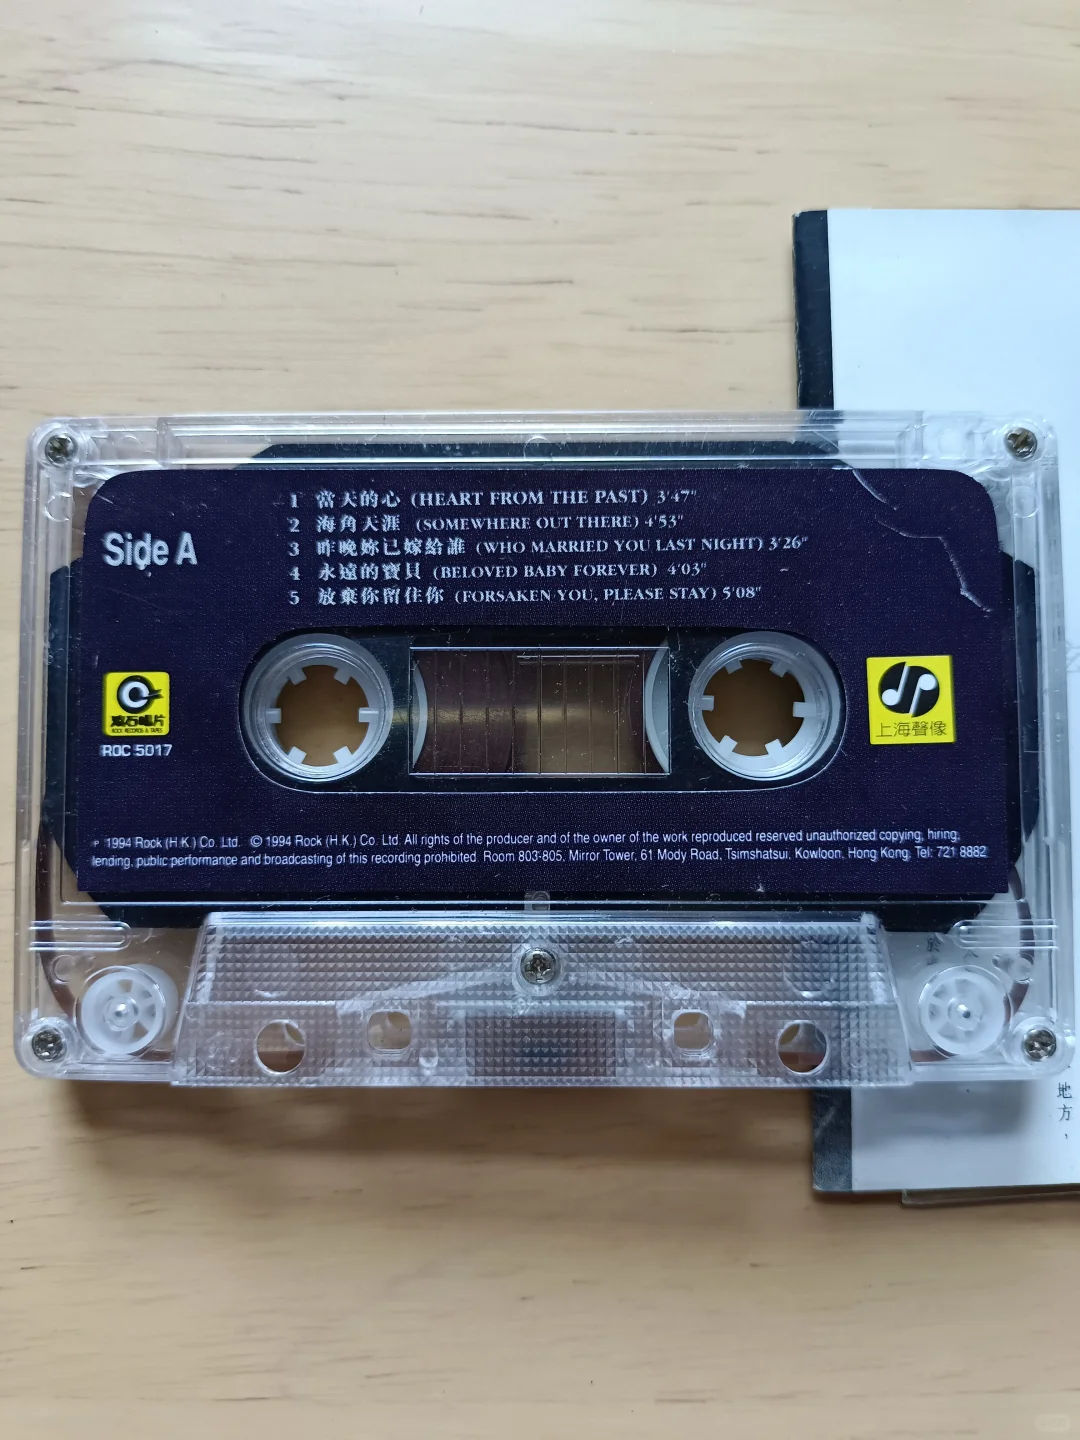 Side A
1 當天的心 (HEART FROM THE PAST) 3'47"
2 海角天涯 (SOMEWHERE OUT THERE) 4'53"
3 昨晚妳已嫁給誰 (WHO MARRIED YOU LAST NIGHT) 3'26"
4 永遠的寶貝 (BELOVED BABY FOREVER) 4'03"
5 放棄你留住你 (FORSAKEN YOU, PLEASE STAY) 5'08"
滾石唱片
ROCK RECORDS & TAPES
ROC 5017
上海聲像
℗ 1994 Rock (H.K.) Co. Ltd. © 1994 Rock (H.K.) Co. Ltd. All rights of the producer and of the owner of the work reproduced reserved unauthorized copying, hiring,
lending, public performance and broadcasting of this recording prohibited. Room 803-805, Mirror Tower, 61 Mody Road, Tsimshatsui, Kowloon, Hong Kong. Tel: 721 8882
於
地方，